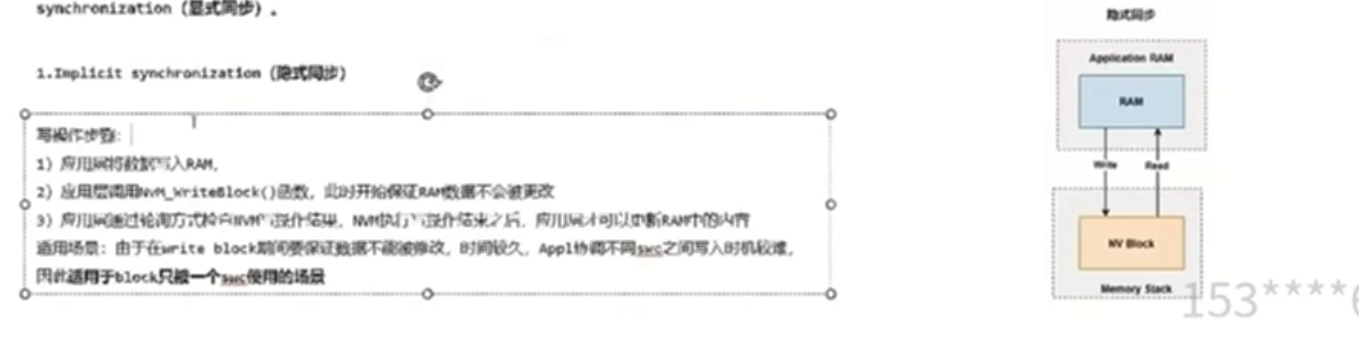 synchronization（显式同步）。
1.Implicit synchronization（隐式同步）
写操作步骤：
1）应用层将数据写入RAM，
2）应用层调用NvM_WriteBlock()函数，此时开始保证RAM数据不会被更改
3）应用层通过轮询方式检查NVM写操作结果，NVM执行写操作结束之后，应用层才可以更新RAM中的内容
适用场景：由于在write block期间要保证数据不能被修改，时间较久，Appl协调不同swc之间写入时机较难，
因此适用于block只被一个swc使用的场景
隐式同步
Application RAM
RAM
Write Read
NV Block
Memory Stack
153****6